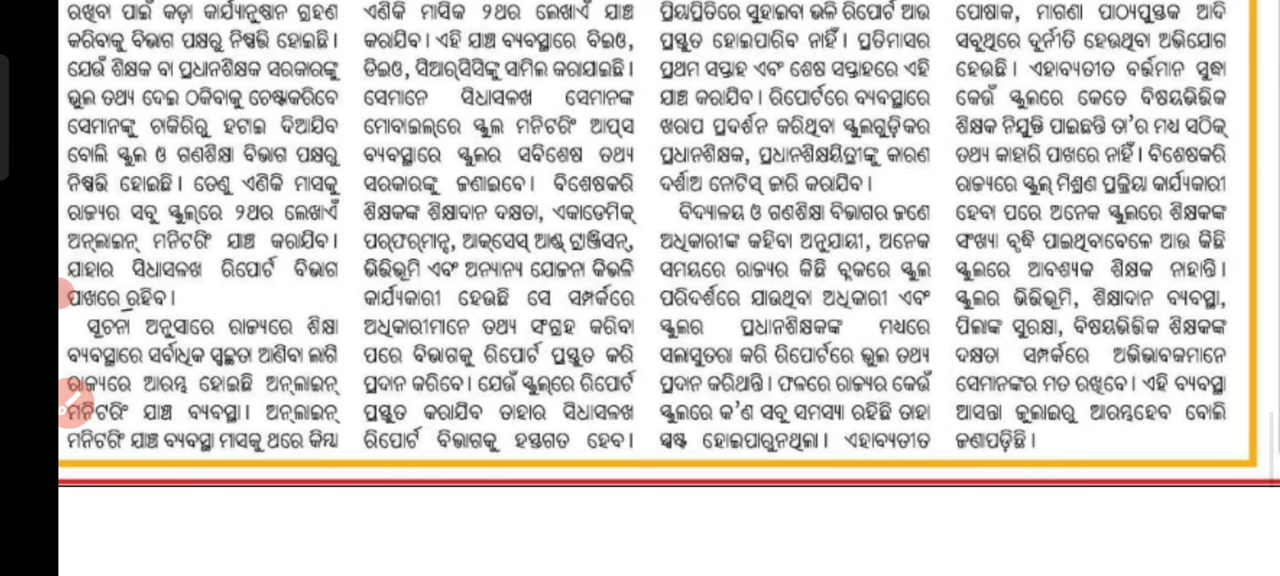 ରଖିବା ପାଇଁ କଡ଼ା କାର୍ଯ୍ୟାନୁଷ୍ଠାନ ଗ୍ରହଣ
କରିବାକୁ ବିଭାଗ ପକ୍ଷରୁ ନିଷ୍ପତ୍ତି ହୋଇଛି।
ଯେଉଁ ଶିକ୍ଷକ ବା ପ୍ରଧାନଶିକ୍ଷକ ସରକାରଙ୍କୁ
ଭୁଲ ତଥ୍ୟ ଦେଇ ଠକିବାକୁ ଚେଷ୍ଟକରିବେ
ସେମାନଙ୍କୁ ଚାକିରିରୁ ହଟାଇ ଦିଆଯିବ
ବୋଲି ସ୍କୁଲ ଓ ଗଣଶିକ୍ଷା ବିଭାଗ ପକ୍ଷରୁ
ନିଷ୍ପତ୍ତି ହୋଇଛି। ତେଣୁ ଏଣିକି ମାସକୁ
ରାଜ୍ୟର ସବୁ ସ୍କୁଲ୍‌ରେ ୨ଥର ଲେଖାଏଁ
ଅନ୍‌ଲାଇନ୍ ମନିଟରିଂ ଯାଞ୍ଚ କରାଯିବ।
ଯାହାର ସିଧାସଳଖ ରିପୋର୍ଟ ବିଭାଗ
ପାଖରେ ରହିବ।
ସୂଚନା ଅନୁସାରେ ରାଜ୍ୟରେ ଶିକ୍ଷା
ବ୍ୟବସ୍ଥାରେ ସର୍ବାଧିକ ସ୍ୱଚ୍ଛତା ଆଣିବା ଲାଗି
ରାଜ୍ୟରେ ଆରମ୍ଭ ହୋଇଛି ଅନ୍‌ଲାଇନ୍
ମନିଟରିଂ ଯାଞ୍ଚ ବ୍ୟବସ୍ଥା। ଅନ୍‌ଲାଇନ୍
ମନିଟରିଂ ଯାଞ୍ଚ ବ୍ୟବସ୍ଥା ମାସକୁ ଥରେ କିମ୍ବା
ଏଣିକି ମାସିକ ୨ଥର ଲେଖାଏଁ ଯାଞ୍ଚ
କରାଯିବ। ଏହି ଯାଞ୍ଚ ବ୍ୟବସ୍ଥାରେ ବିଇଓ,
ଡିଇଓ, ସିଆର୍‌ସିସିଙ୍କୁ ସାମିଲ କରାଯାଇଛି।
ସେମାନେ ସିଧାସଳଖ ସେମାନଙ୍କ
ମୋବାଇଲ୍‌ରେ ସ୍କୁଲ ମନିଟରିଂ ଆପ୍‌ସ
ବ୍ୟବସ୍ଥାରେ ସ୍କୁଲର ସବିଶେଷ ତଥ୍ୟ
ସରକାରଙ୍କୁ ଜଣାଇବେ। ବିଶେଷକରି
ଶିକ୍ଷକଙ୍କ ଶିକ୍ଷାଦାନ ଦକ୍ଷତା, ଏକାଡେମିକ୍
ପର୍‌ଫର୍‌ମାନ୍ସ, ଆକ୍‌ସେସ୍ ଆଣ୍ଡ୍ ଟ୍ରାଞ୍ଜିସନ୍,
ଭିତ୍ତିଭୂମି ଏବଂ ଅନ୍ୟାନ୍ୟ ଯୋଜନା କିଭଳି
କାର୍ଯ୍ୟକାରୀ ହେଉଛି ସେ ସମ୍ପର୍କରେ
ଅଧିକାରୀମାନେ ତଥ୍ୟ ସଂଗ୍ରହ କରିବା
ପରେ ବିଭାଗକୁ ରିପୋର୍ଟ ପ୍ରସ୍ତୁତ କରି
ପ୍ରଦାନ କରିବେ। ଯେଉଁ ସ୍କୁଲ୍‌ରେ ରିପୋର୍ଟ
ପ୍ରସ୍ତୁତ କରାଯିବ ତାହାର ସିଧାସଳଖ
ରିପୋର୍ଟ ବିଭାଗକୁ ହସ୍ତଗତ ହେବ।
ପ୍ରିୟାପ୍ରୀତିରେ ସୁହାଇବା ଭଳି ରିପୋର୍ଟ ଆଉ
ପ୍ରସ୍ତୁତ ହୋଇପାରିବ ନାହିଁ। ପ୍ରତିମାସର
ପ୍ରଥମ ସପ୍ତାହ ଏବଂ ଶେଷ ସପ୍ତାହରେ ଏହି
ଯାଞ୍ଚ କରାଯିବ। ରିପୋର୍ଟରେ ବ୍ୟବସ୍ଥାରେ
ଖରାପ ପ୍ରଦର୍ଶନ କରିଥିବା ସ୍କୁଲଗୁଡ଼ିକର
ପ୍ରଧାନଶିକ୍ଷକ, ପ୍ରଧାନଶିକ୍ଷୟିତ୍ରୀଙ୍କୁ କାରଣ
ଦର୍ଶାଅ ନୋଟିସ୍ ଜାରି କରାଯିବ।
ବିଦ୍ୟାଳୟ ଓ ଗଣଶିକ୍ଷା ବିଭାଗର ଜଣେ
ଅଧିକାରୀଙ୍କ କହିବା ଅନୁଯାୟୀ, ଅନେକ
ସମୟରେ ରାଜ୍ୟର କିଛି ବ୍ଲକରେ ସ୍କୁଲ
ପରିଦର୍ଶରେ ଯାଉଥିବା ଅଧିକାରୀ ଏବଂ
ସ୍କୁଲର ପ୍ରଧାନଶିକ୍ଷକଙ୍କ ମଧ୍ୟରେ
ସଲାସୁତରା କରି ରିପୋର୍ଟରେ ଭୁଲ ତଥ୍ୟ
ପ୍ରଦାନ କରିଥାନ୍ତି। ଫଳରେ ରାଜ୍ୟର କେଉଁ
ସ୍କୁଲରେ କ'ଣ ସବୁ ସମସ୍ୟା ରହିଛି ତାହା
ସ୍ପଷ୍ଟ ହୋଇପାରୁନଥିଲା। ଏହାବ୍ୟତୀତ
ପୋଷାକ, ମାଗଣା ପାଠ୍ୟପୁସ୍ତକ ଆଦି
ସବୁଥିରେ ଦୁର୍ନୀତି ହେଉଥିବା ଅଭିଯୋଗ
ହେଉଛି। ଏହାବ୍ୟତୀତ ବର୍ତ୍ତମାନ ସୁଦ୍ଧା
କେଉଁ ସ୍କୁଲରେ କେତେ ବିଷୟଭିତ୍ତିକ
ଶିକ୍ଷକ ନିଯୁକ୍ତି ପାଇଛନ୍ତି ତା'ର ମଧ୍ୟ ସଠିକ୍
ତଥ୍ୟ କାହାରି ପାଖରେ ନାହିଁ। ବିଶେଷକରି
ରାଜ୍ୟରେ ସ୍କୁଲ୍ ମିଶ୍ରଣ ପ୍ରକ୍ରିୟା କାର୍ଯ୍ୟକାରୀ
ହେବା ପରେ ଅନେକ ସ୍କୁଲରେ ଶିକ୍ଷକଙ୍କ
ସଂଖ୍ୟା ବୃଦ୍ଧି ପାଇଥିବାବେଳେ ଆଉ କିଛି
ସ୍କୁଲରେ ଆବଶ୍ୟକ ଶିକ୍ଷକ ନାହାନ୍ତି।
ସ୍କୁଲର ଭିତ୍ତିଭୂମି, ଶିକ୍ଷାଦାନ ବ୍ୟବସ୍ଥା,
ପିଲାଙ୍କ ସୁରକ୍ଷା, ବିଷୟଭିତ୍ତିକ ଶିକ୍ଷକଙ୍କ
ଦକ୍ଷତା ସମ୍ପର୍କରେ ଅଭିଭାବକମାନେ
ସେମାନଙ୍କର ମତ ରଖିବେ। ଏହି ବ୍ୟବସ୍ଥା
ଆସନ୍ତା ଜୁଲାଇରୁ ଆରମ୍ଭହେବ ବୋଲି
ଜଣାପଡ଼ିଛି।